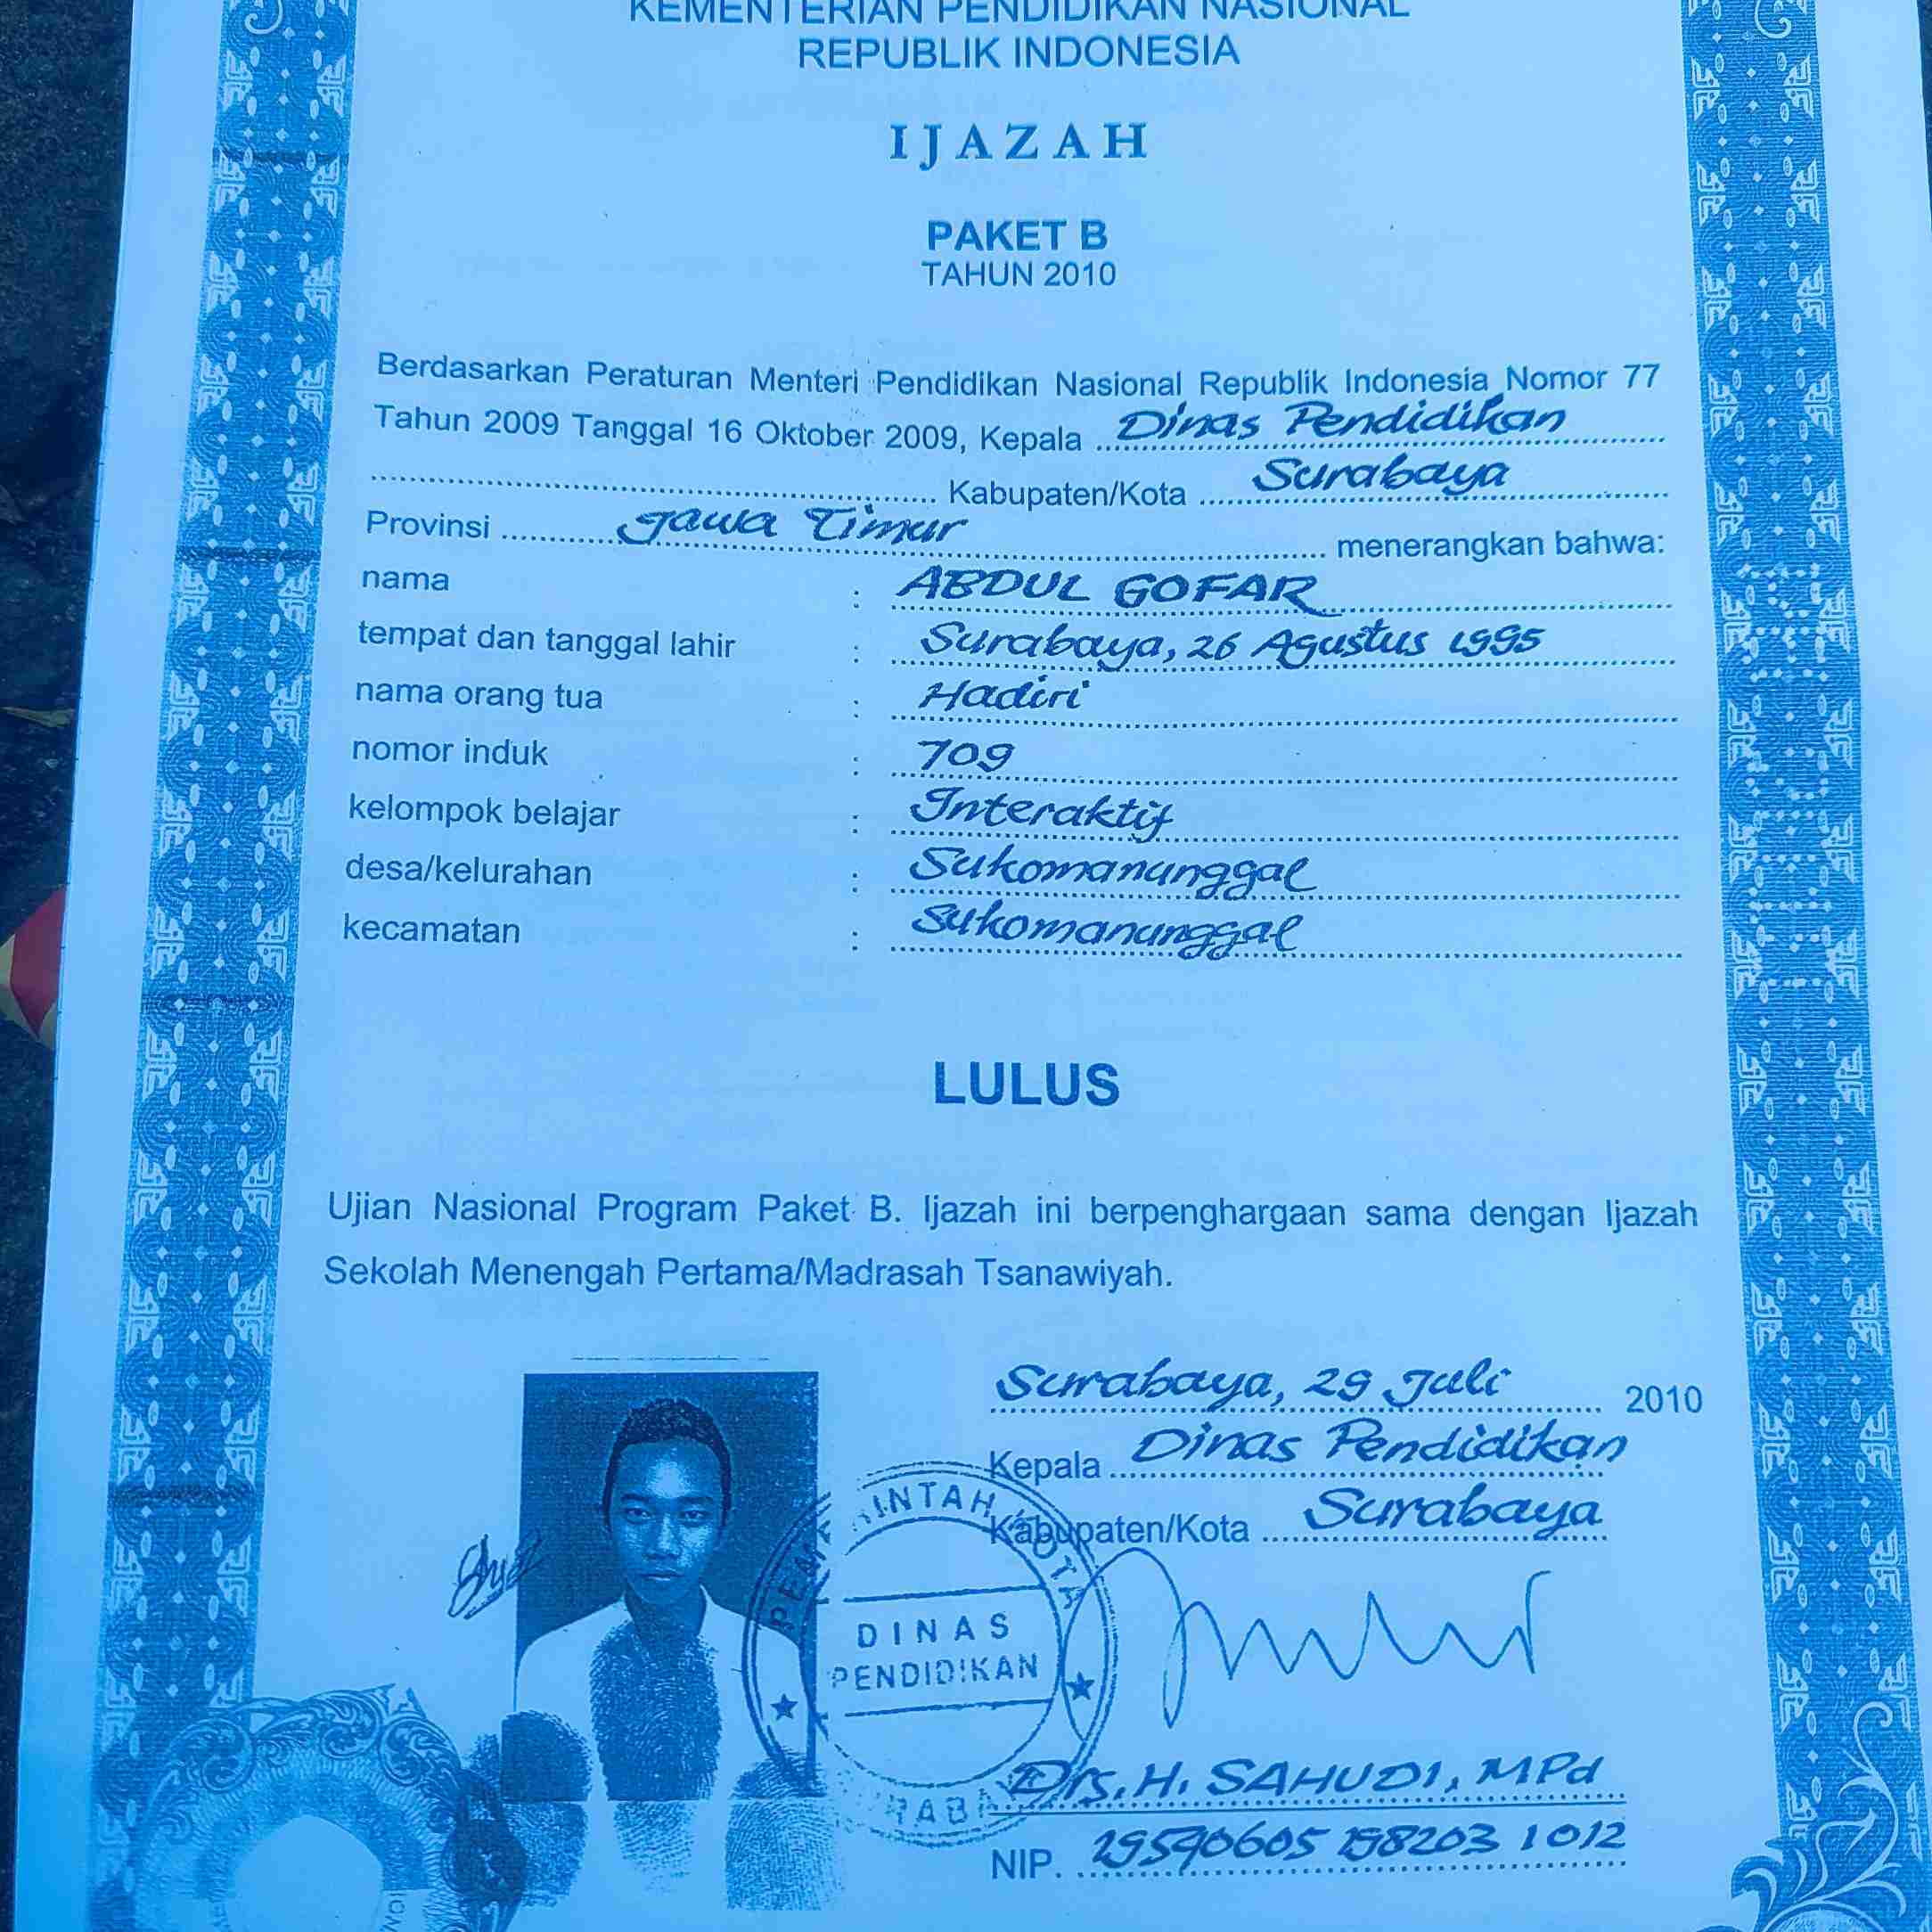 KEMENTERIAN PENDIDIKAN NASIONAL
REPUBLIK INDONESIA
IJAZAH
PAKET B
TAHUN 2010
Berdasarkan Peraturan Menteri Pendidikan Nasional Republik Indonesia Nomor 77
Tahun 2009 Tanggal 16 Oktober 2009, Kepala Dinas Pendidikan
Kabupaten/Kota Surabaya
Provinsi Jawa Timur menerangkan bahwa:
nama : ABDUL GOFAR
tempat dan tanggal lahir : Surabaya, 26 Agustus 1995
nama orang tua : Hadiri
nomor induk : 709
kelompok belajar : Interaktif
desa/kelurahan : Sukomanunggal
kecamatan : Sukomanunggal
LULUS
Ujian Nasional Program Paket B. Ijazah ini berpenghargaan sama dengan Ijazah
Sekolah Menengah Pertama/Madrasah Tsanawiyah.
Surabaya, 29 Juli 2010
Kepala Dinas Pendidikan
Kabupaten/Kota Surabaya
DINAS
PENDIDIKAN
Drs. H. SAHUDI, MPd
NIP. 19590605 198203 1 012